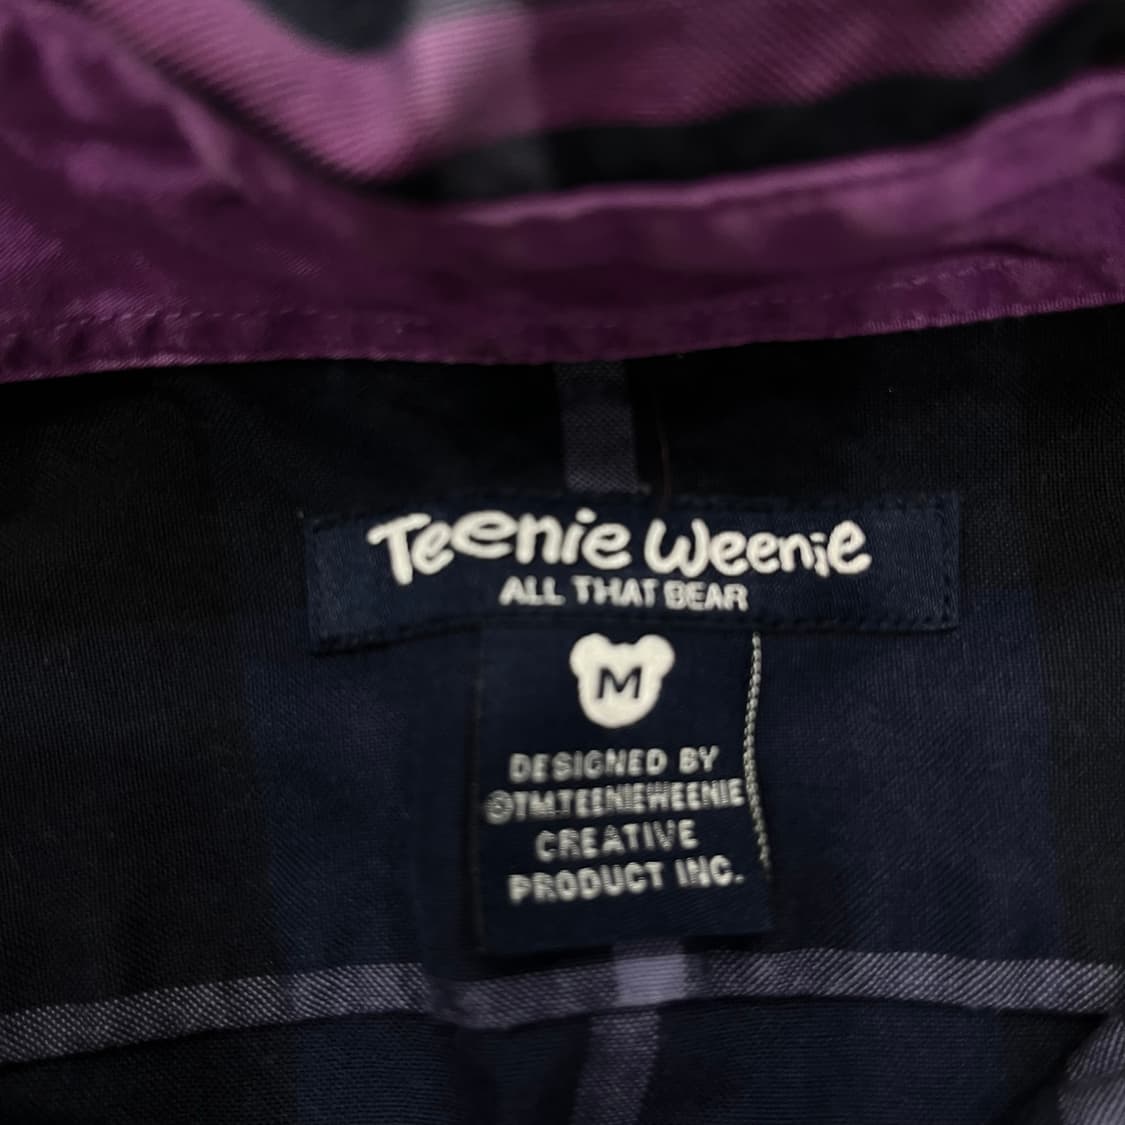 Teenie Weenie
ALL THAT BEAR
M
DESIGNED BY
©TM.TEENIEWEENIE
CREATIVE
PRODUCT INC.